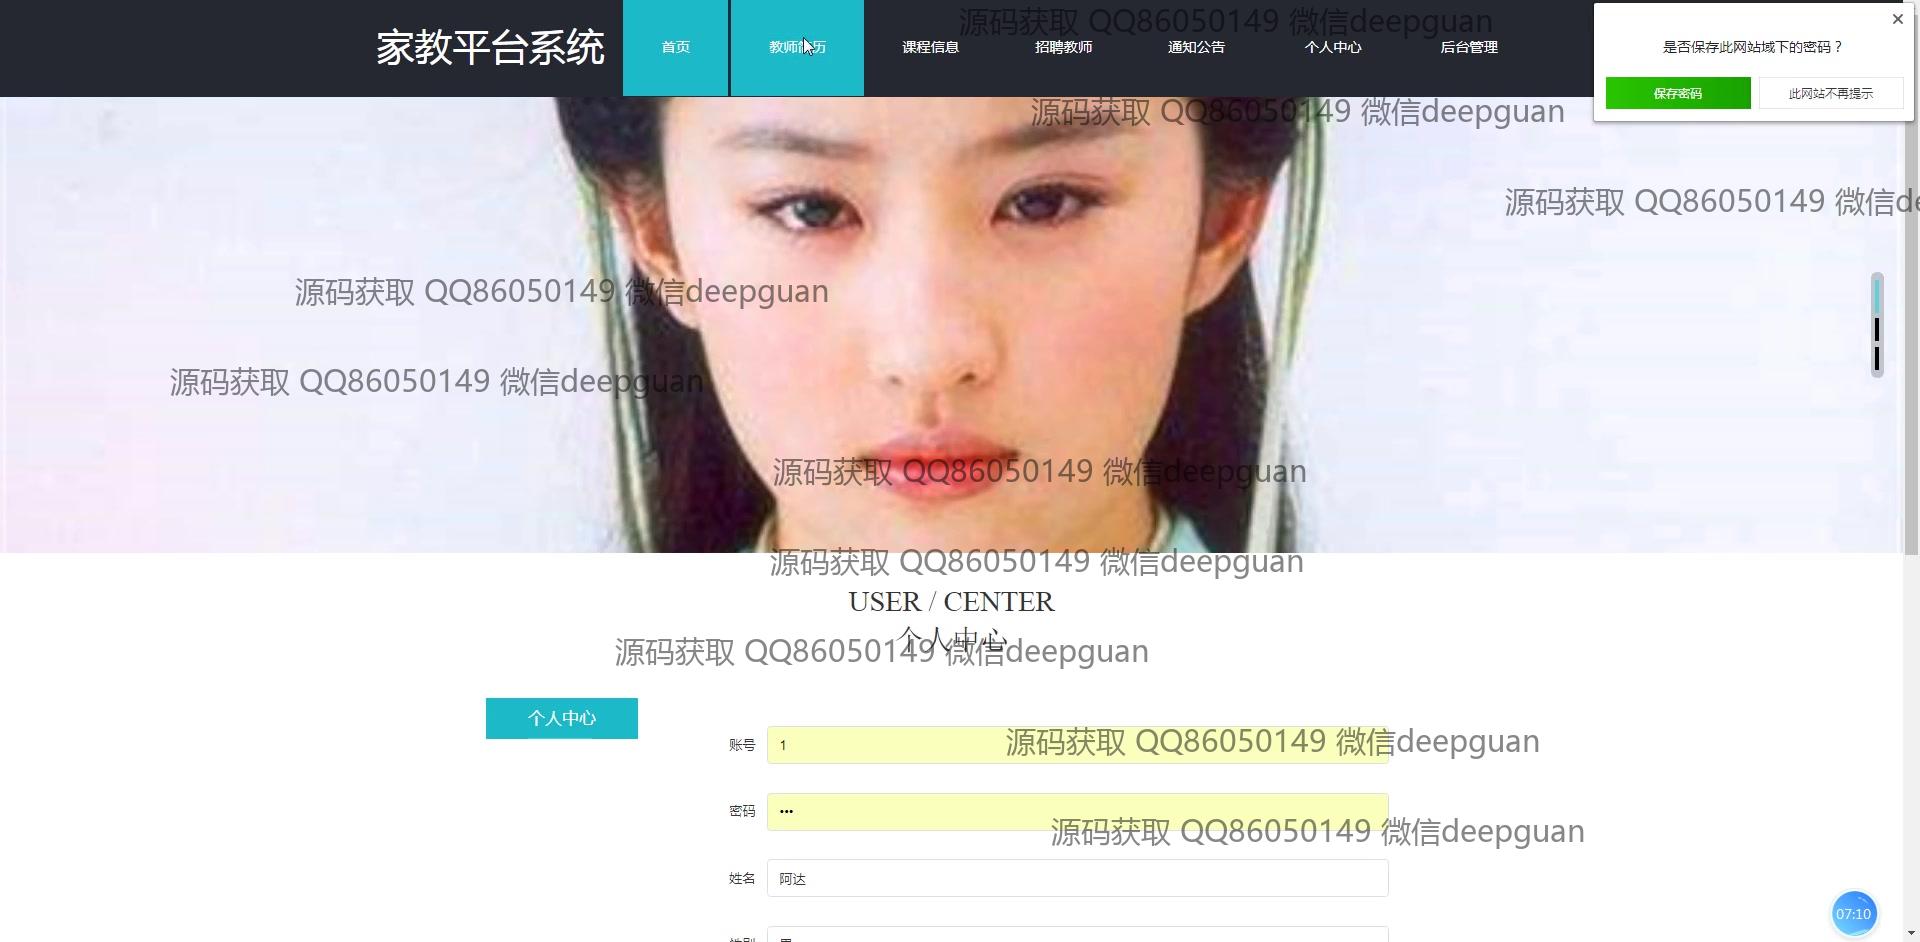 家教平台系统
首页
教师简历
课程信息
招聘教师
通知公告
个人中心
后台管理
源码获取 QQ86050149 微信deepguan
是否保存此网站域下的密码？
保存密码
此网站不再提示
源码获取 QQ86050149 微信deepguan
源码获取 QQ86050149 微信de
源码获取 QQ86050149 微信deepguan
源码获取 QQ86050149 微信deepguan
源码获取 QQ86050149 微信deepguan
源码获取 QQ86050149 微信deepguan
USER / CENTER
个人中心
源码获取 QQ86050149 微信deepguan
个人中心
账号 1
源码获取 QQ86050149 微信deepguan
密码 •••
源码获取 QQ86050149 微信deepguan
姓名 阿达
07:10